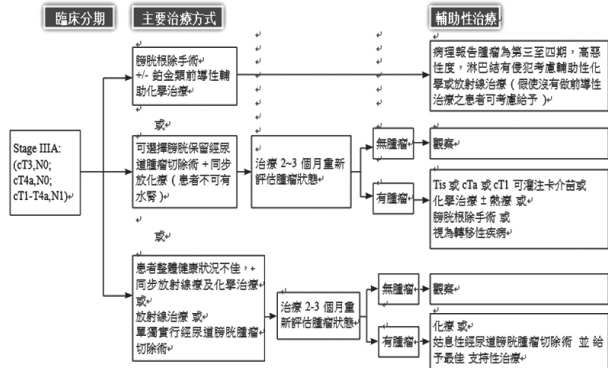 臨床分期
主要治療方式
輔助性治療
Stage IIIA:
(cT3,N0;
cT4a,N0;
cT1-T4a,N1)
膀胱根除手術
+/- 鉑金類前導性輔
助化學治療
病理報告腫瘤為第三至四期，高惡
性度，淋巴結有侵犯考慮輔助性化
學或放射線治療（假使沒有做前導性
治療之患者可考慮給予）
或
可選擇膀胱保留經尿
道腫瘤切除術 + 同步
放化療（患者不可有
水腎）
治療 2~3 個月重新
評估腫瘤狀態
無腫瘤
觀察
有腫瘤
Tis 或 cTa 或 cT1 可灌注卡介苗或
化學治療 ± 熱療 或
膀胱根除手術 或
視為轉移性疾病
或
患者整體健康狀況不佳，
同步放射線療及化學治療
或
放射線治療 或
單獨實行經尿道膀胱腫瘤
切除術
治療 2-3 個月重
新評估腫瘤狀態
無腫瘤
觀察
有腫瘤
化療 或
姑息性經尿道膀胱腫瘤切除術 並 給
予最佳 支持性治療